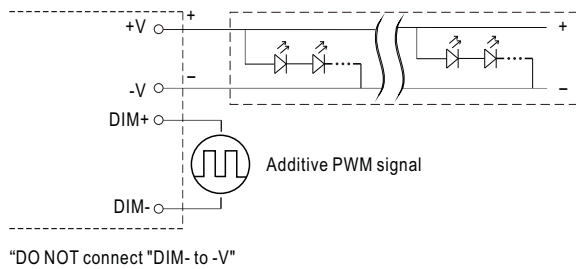 +V + +
-V – –
DIM+
Additive PWM signal
DIM-
“DO NOT connect "DIM- to -V"